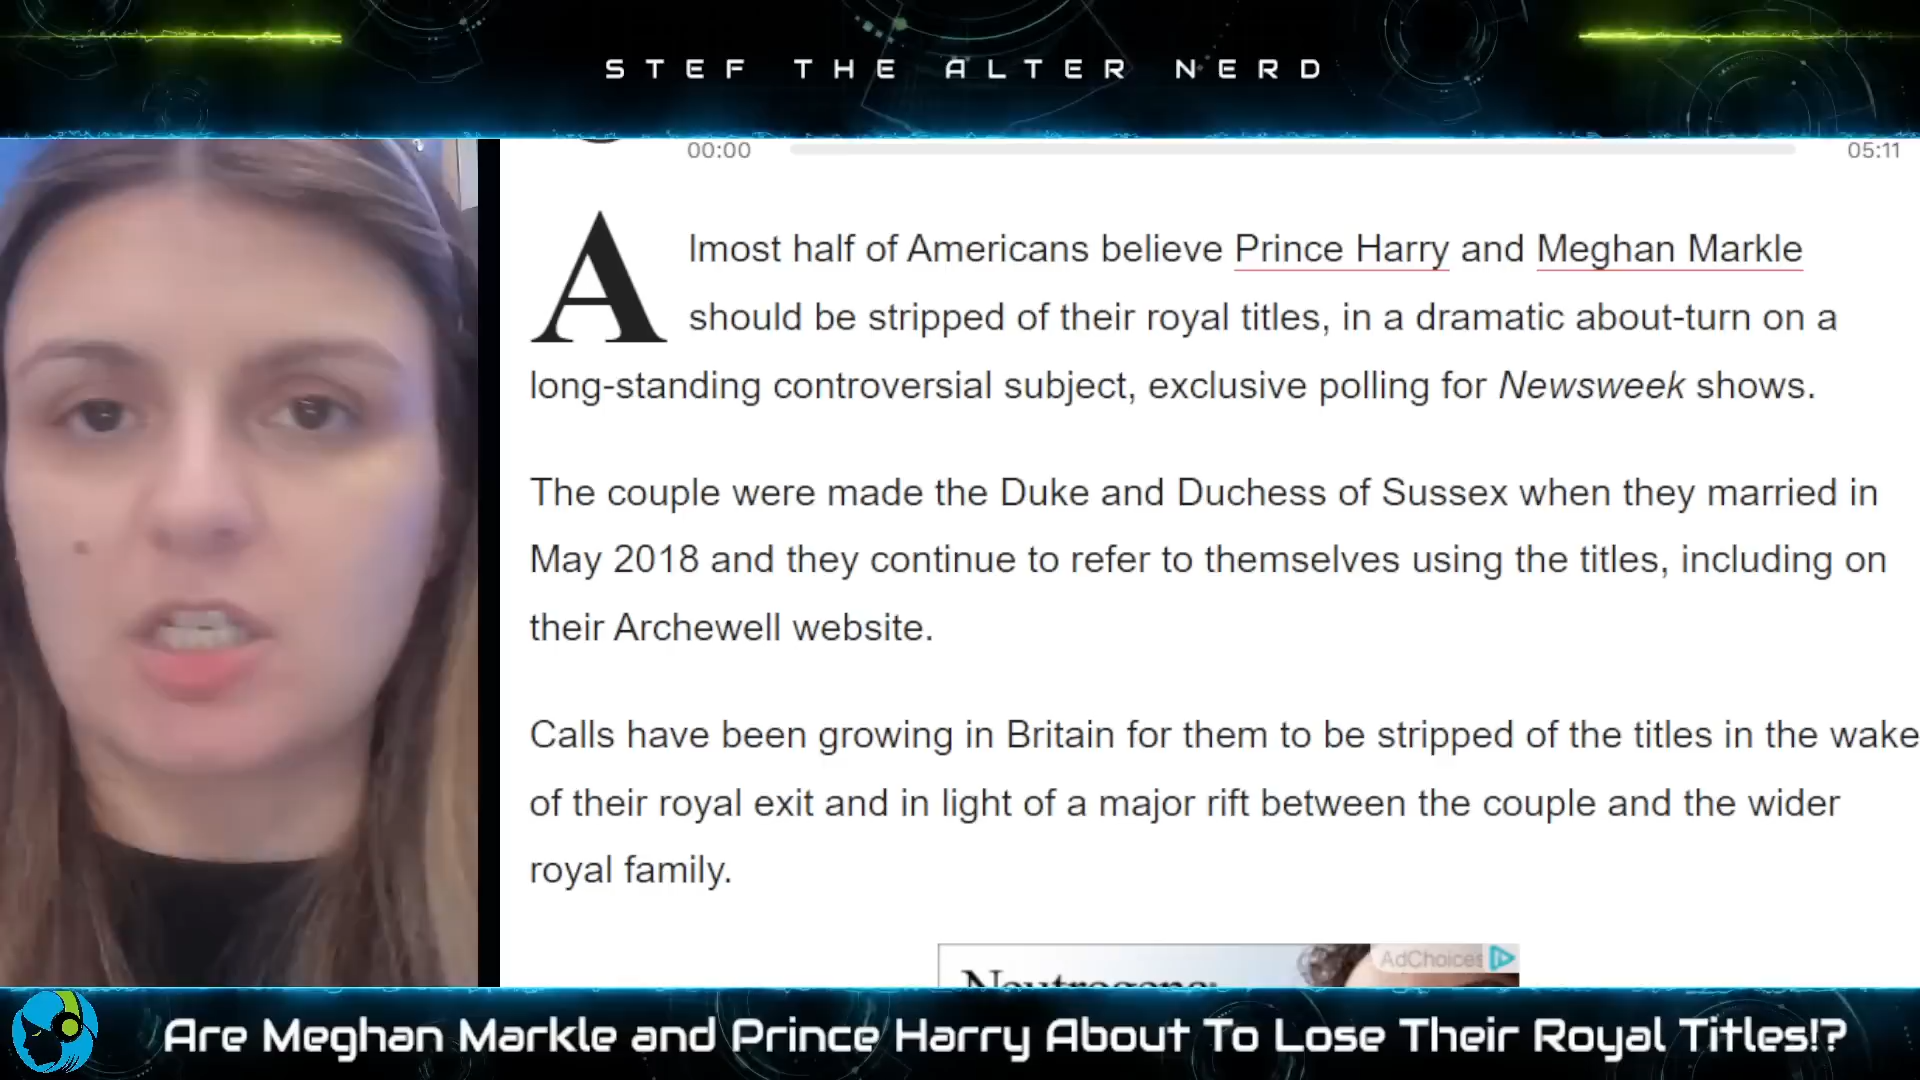 STEF THE ALTER NERD
00:00
05:11
Almost half of Americans believe Prince Harry and Meghan Markle
should be stripped of their royal titles, in a dramatic about-turn on a
long-standing controversial subject, exclusive polling for Newsweek shows.
The couple were made the Duke and Duchess of Sussex when they married in
May 2018 and they continue to refer to themselves using the titles, including on
their Archewell website.
Calls have been growing in Britain for them to be stripped of the titles in the wake
of their royal exit and in light of a major rift between the couple and the wider
royal family.
AdChoices
Neutrogena
Are Meghan Markle and Prince Harry About To Lose Their Royal Titles!?